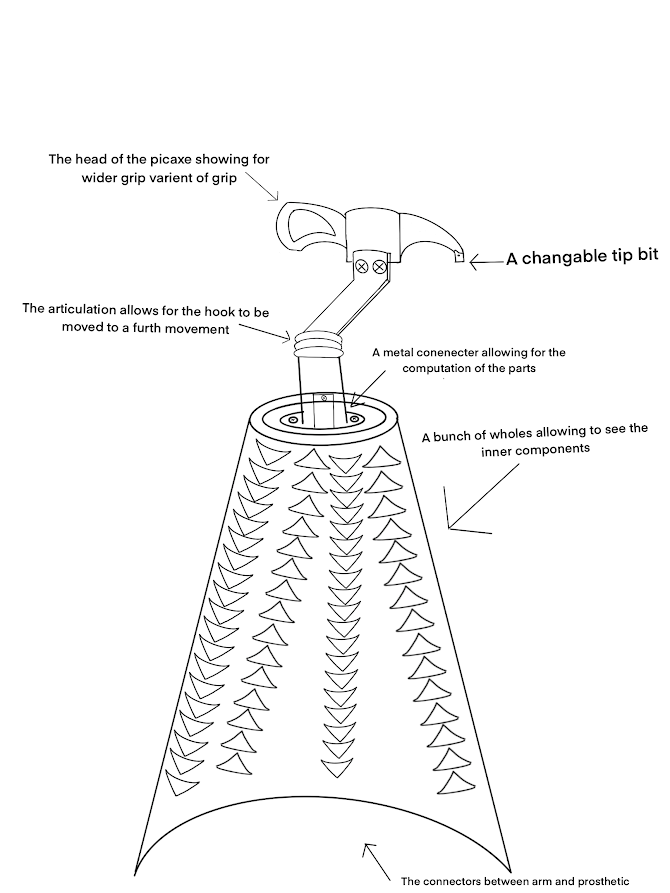 The head of the picaxe showing for
wider grip varient of grip
A changable tip bit
The articulation allows for the hook to be
moved to a furth movement
A metal conenecter allowing for the
computation of the parts
A bunch of wholes allowing to see the
inner components
The connectors between arm and prosthetic